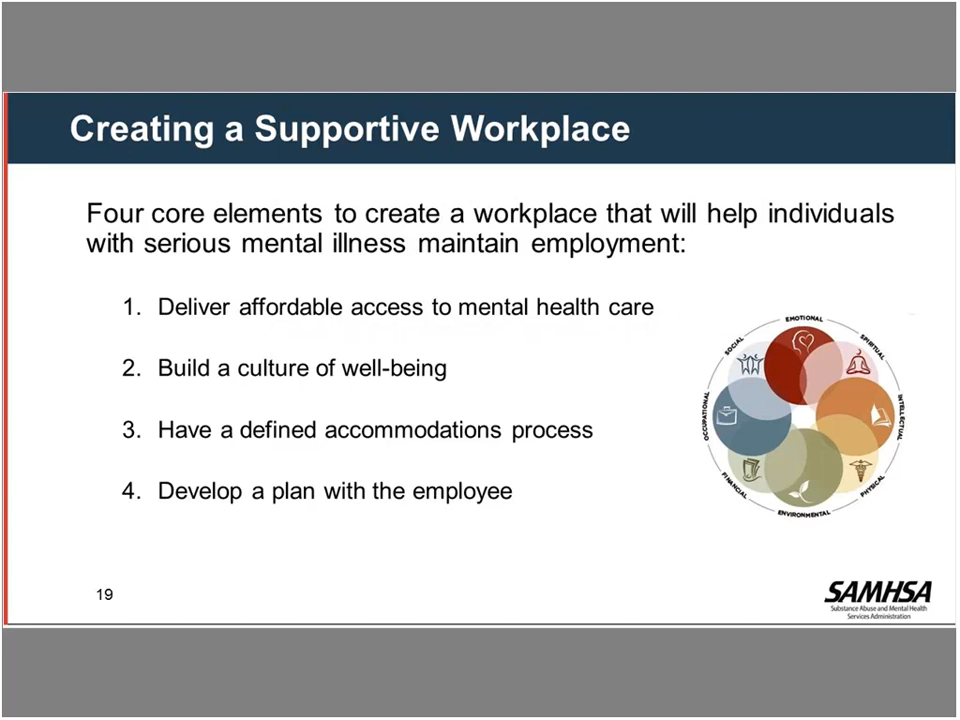 Creating a Supportive Workplace
Four core elements to create a workplace that will help individuals
with serious mental illness maintain employment:
1. Deliver affordable access to mental health care
2. Build a culture of well-being
3. Have a defined accommodations process
4. Develop a plan with the employee
EMOTIONAL
SPIRITUAL
INTELLECTUAL
PHYSICAL
ENVIRONMENTAL
FINANCIAL
OCCUPATIONAL
SOCIAL
19
SAMHSA
Substance Abuse and Mental Health
Services Administration